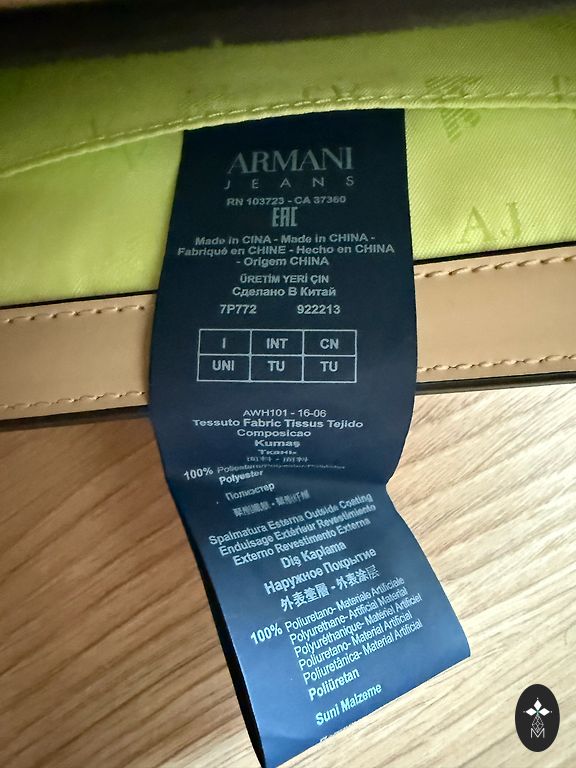 AJ
ARMANI
JEANS
RN 103723 - CA 37360
EAC
Made in CINA - Made in CHINA -
Fabriqué en CHINE - Hecho en CHINA
- Origem CHINA
ÜRETİM YERİ ÇIN
Сделано В Китай
7P772 922213
I INT CN
UNI TU TU
AWH101 - 16-06
Tessuto Fabric Tissus Tejido
Composicao
Kumaş
Ткань
100%
Polyester
Полиэстер
Spalmatura Esterna Outside Coating
Enduisage Extérieur Revestimiento
Externo Revestimento Externo
Diş Kaplama
Наружное Покрытие
外表塗層 - 外表涂层
100% Poliuretano- Materiale Artificiale
Polyurethane- Artificial Material
Polyuréthanique- Matériel Artificiel
Poliuretano- Material Artificial
Poliuretânica- Material Artificial
Poliüretan
Suni Malzeme
M